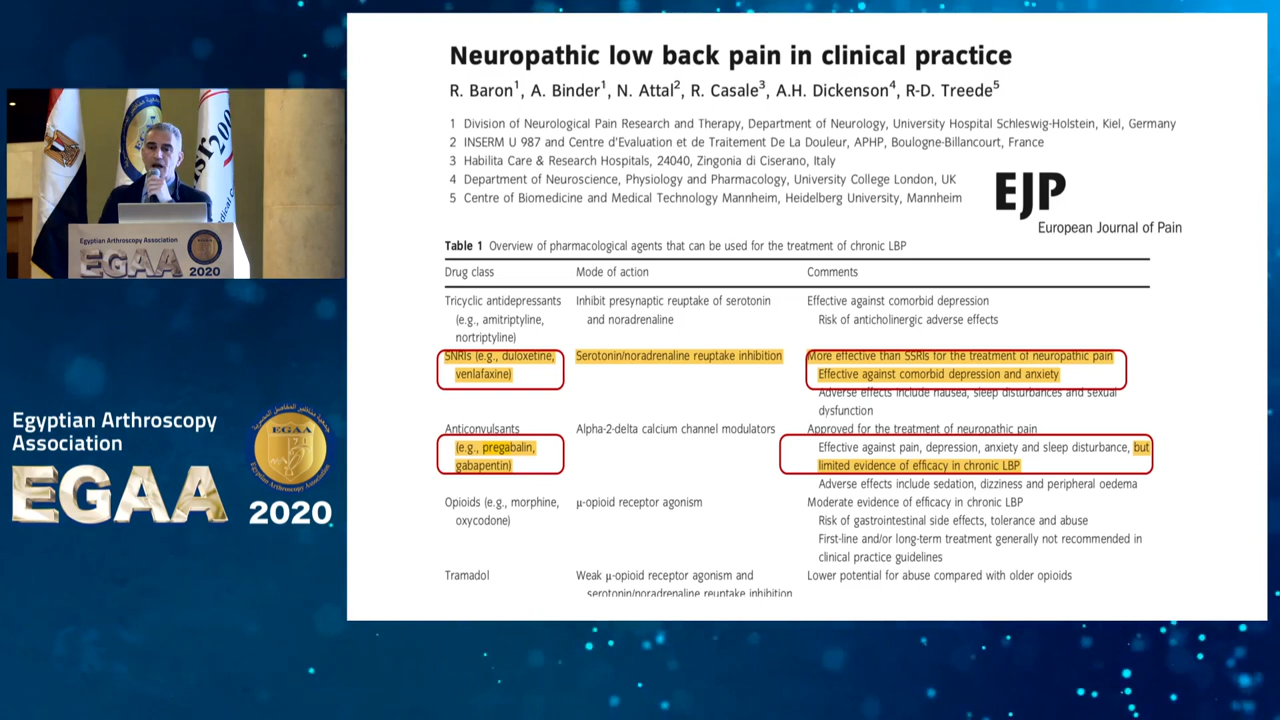 Neuropathic low back pain in clinical practice
R. Baron1, A. Binder1, N. Attal2, R. Casale3, A.H. Dickenson4, R-D. Treede5
1 Division of Neurological Pain Research and Therapy, Department of Neurology, University Hospital Schleswig-Holstein, Kiel, Germany
2 INSERM U 987 and Centre d'Evaluation et de Traitement De La Douleur, APHP, Boulogne-Billancourt, France
3 Habilita Care & Research Hospitals, 24040, Zingonia di Ciserano, Italy
4 Department of Neuroscience, Physiology and Pharmacology, University College London, UK
5 Centre of Biomedicine and Medical Technology Mannheim, Heidelberg University, Mannheim
EJP
European Journal of Pain
Table 1 Overview of pharmacological agents that can be used for the treatment of chronic LBP
Drug class Mode of action Comments
Tricyclic antidepressants Inhibit presynaptic reuptake of serotonin Effective against comorbid depression
(e.g., amitriptyline, and noradrenaline Risk of anticholinergic adverse effects
nortriptyline)
SNRIs (e.g., duloxetine, Serotonin/noradrenaline reuptake inhibition More effective than SSRIs for the treatment of neuropathic pain
venlafaxine) Effective against comorbid depression and anxiety
Adverse effects include nausea, sleep disturbances and sexual
dysfunction
Anticonvulsants Alpha-2-delta calcium channel modulators Approved for the treatment of neuropathic pain
(e.g., pregabalin, Effective against pain, depression, anxiety and sleep disturbance, but
gabapentin) limited evidence of efficacy in chronic LBP
Adverse effects include sedation, dizziness and peripheral oedema
Opioids (e.g., morphine, μ-opioid receptor agonism Moderate evidence of efficacy in chronic LBP
oxycodone) Risk of gastrointestinal side effects, tolerance and abuse
First-line and/or long-term treatment generally not recommended in
clinical practice guidelines
Tramadol Weak μ-opioid receptor agonism and Lower potential for abuse compared with older opioids
serotonin/noradrenaline reuptake inhibition
Egyptian Arthroscopy Association
EGAA
2020
Egyptian Arthroscopy
Association
EGAA
2020
EGAA
Egyptian Arthroscopy Association